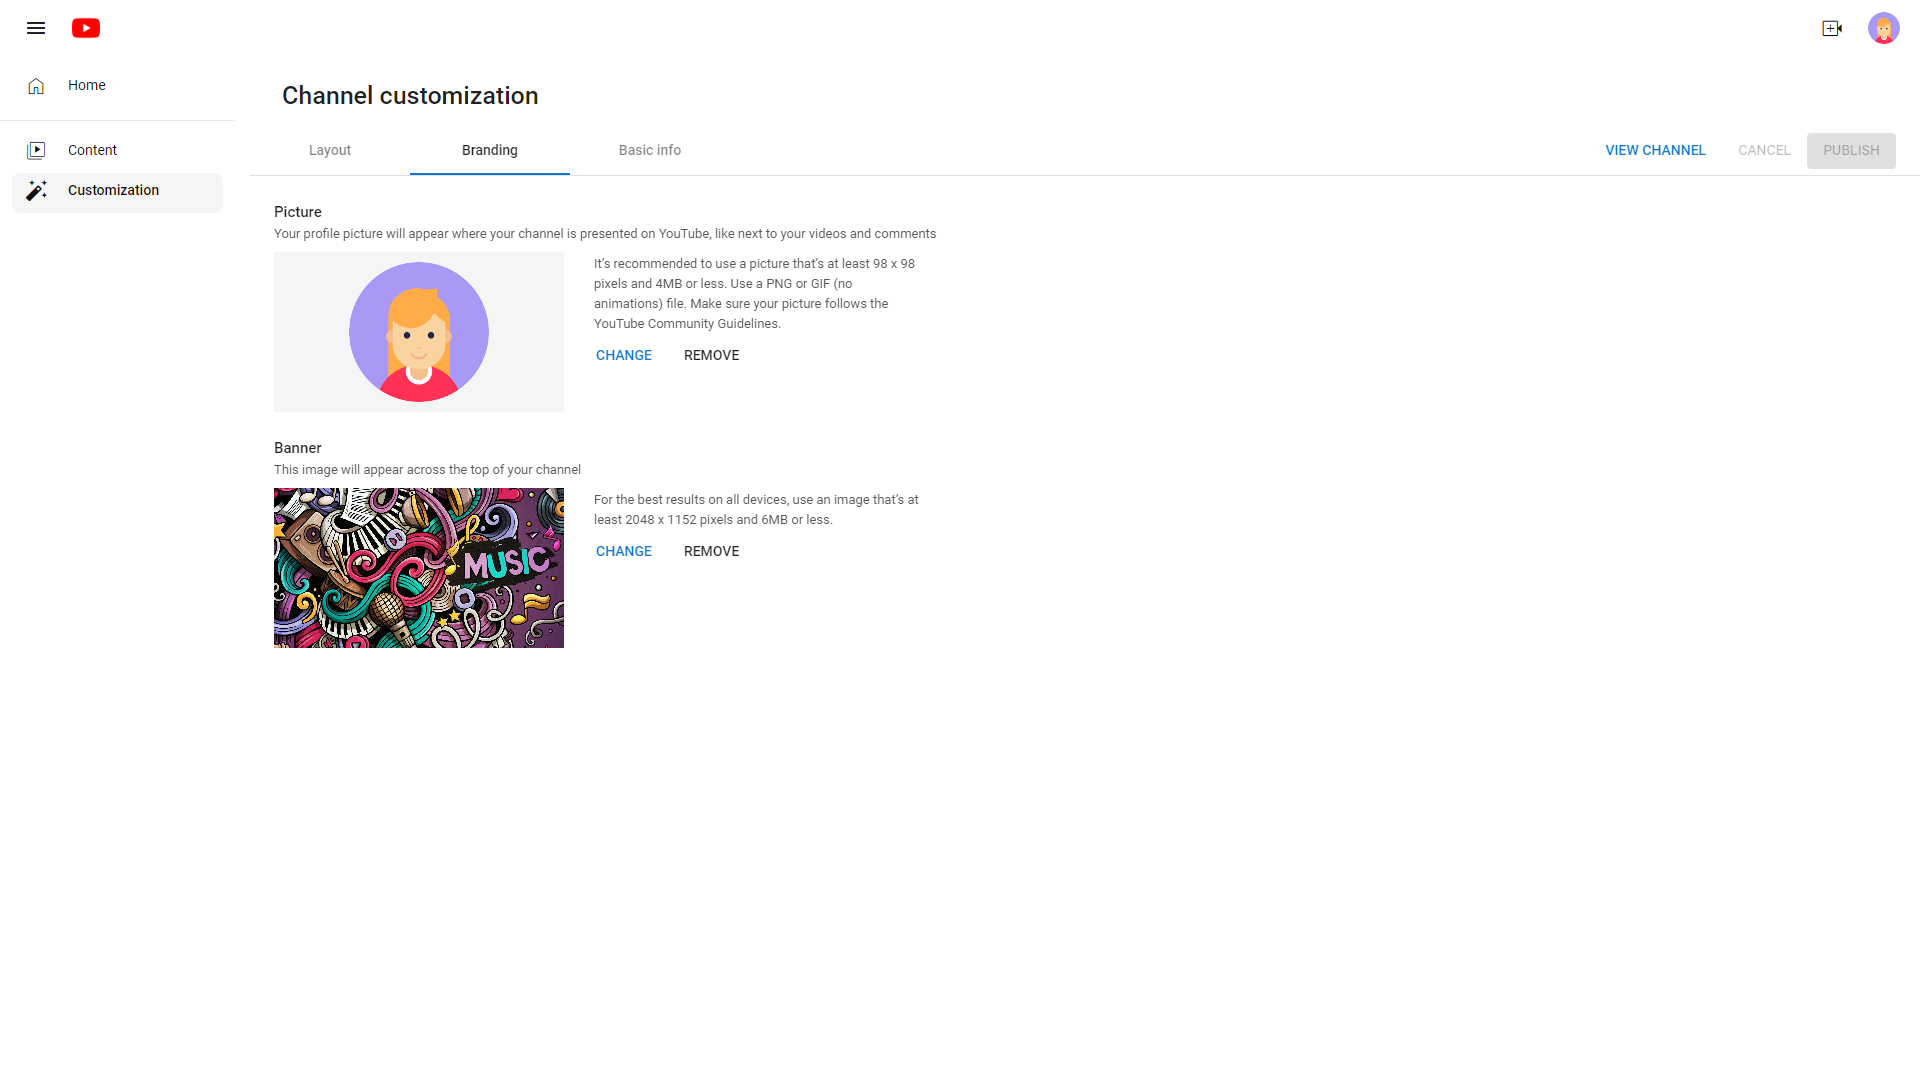 Home
Channel customization
Layout
Branding
Basic info
VIEW CHANNEL
CANCEL
PUBLISH
Content
Customization
Picture
Your profile picture will appear where your channel is presented on YouTube, like next to your videos and comments
It's recommended to use a picture that's at least 98 x 98
pixels and 4MB or less. Use a PNG or GIF (no
animations) file. Make sure your picture follows the
YouTube Community Guidelines.
CHANGE
REMOVE
Banner
This image will appear across the top of your channel
MUSIC
For the best results on all devices, use an image that's at
least 2048 x 1152 pixels and 6MB or less.
CHANGE
REMOVE